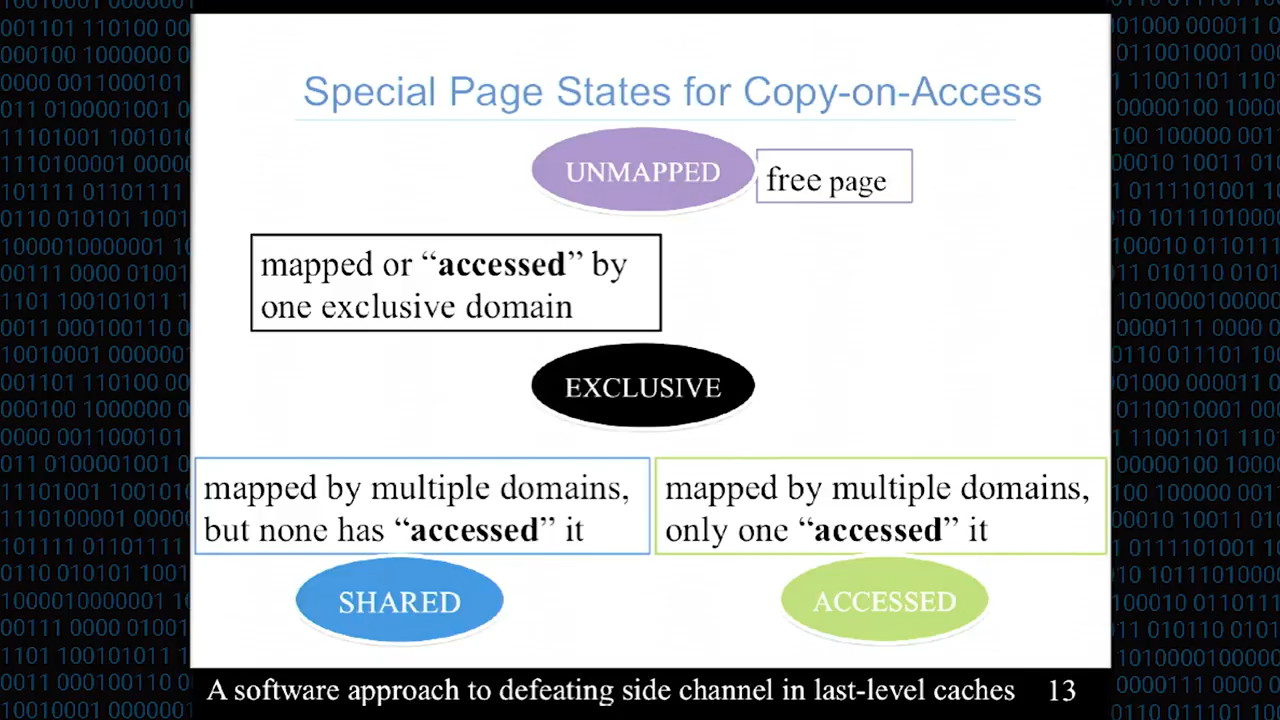 Special Page States for Copy-on-Access
UNMAPPED
free page
mapped or “accessed” by
one exclusive domain
EXCLUSIVE
mapped by multiple domains,
but none has “accessed” it
mapped by multiple domains,
only one “accessed” it
SHARED
ACCESSED
A software approach to defeating side channel in last-level caches 13